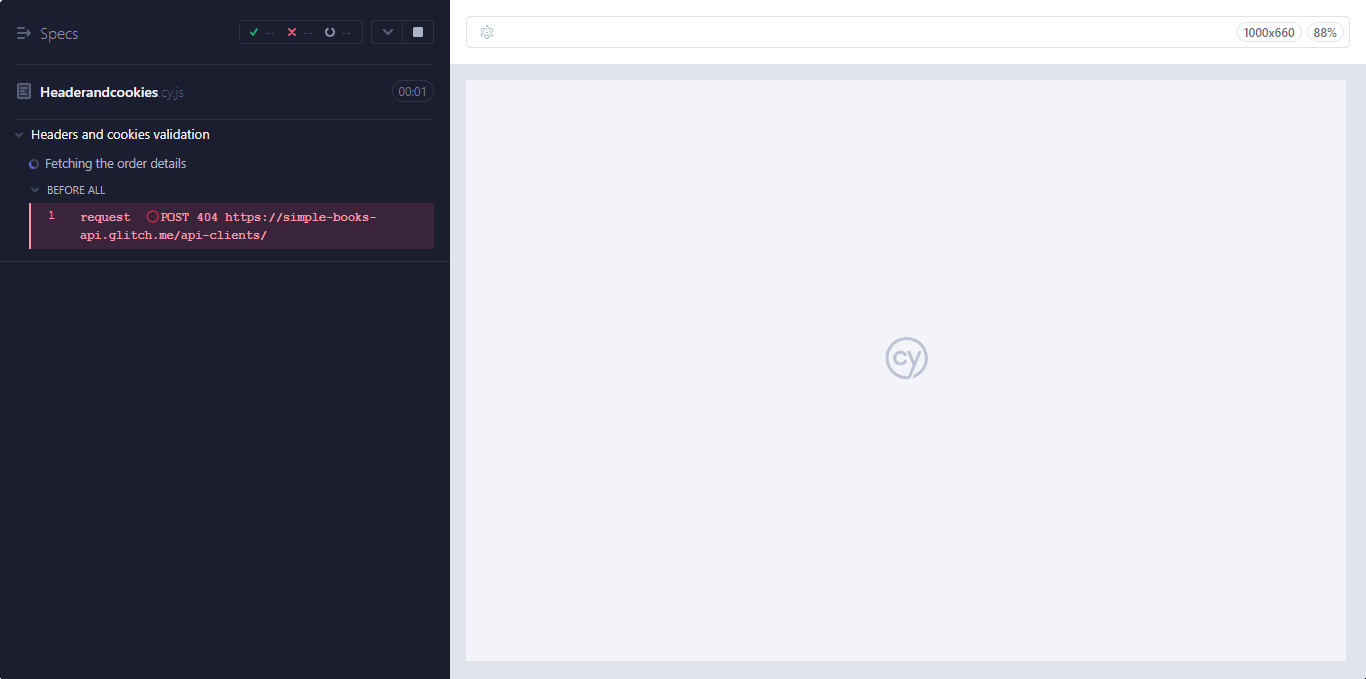 Specs
-- -- --
1000x660
88%
Headerandcookies.cy.js
00:01
Headers and cookies validation
Fetching the order details
BEFORE ALL
1 request POST 404 https://simple-books-
api.glitch.me/api-clients/
cy